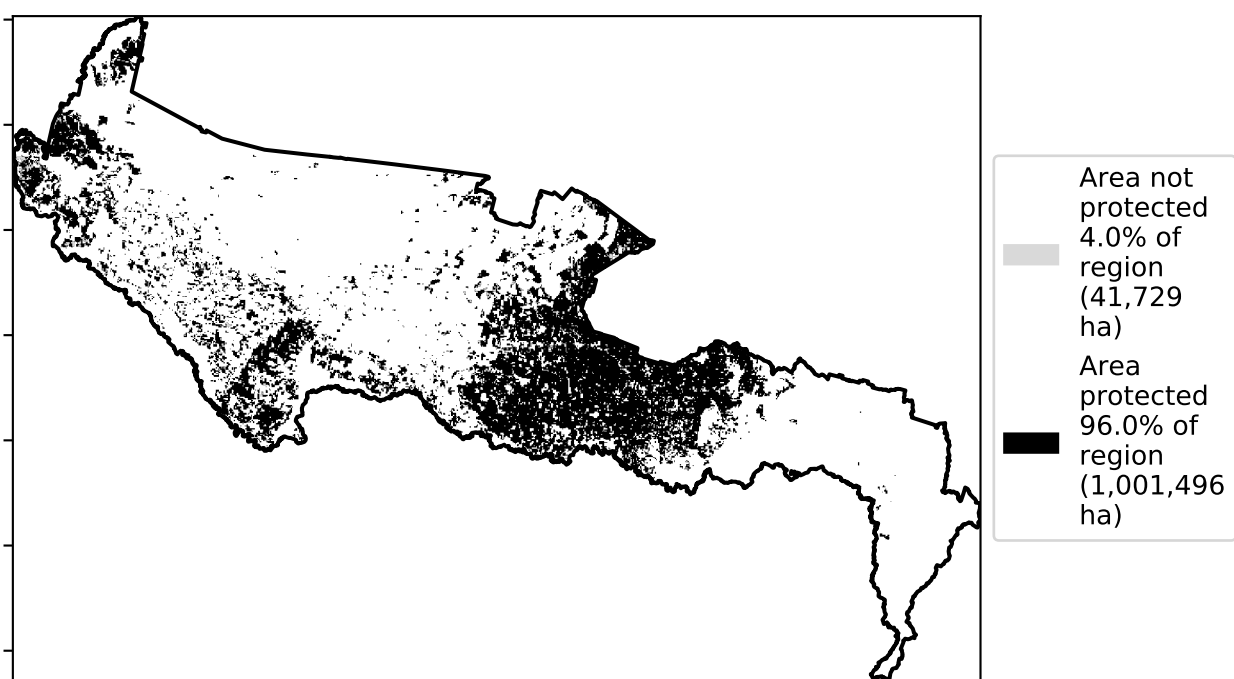 Area not
protected
4.0% of
region
(41,729
ha)
Area
protected
96.0% of
region
(1,001,496
ha)